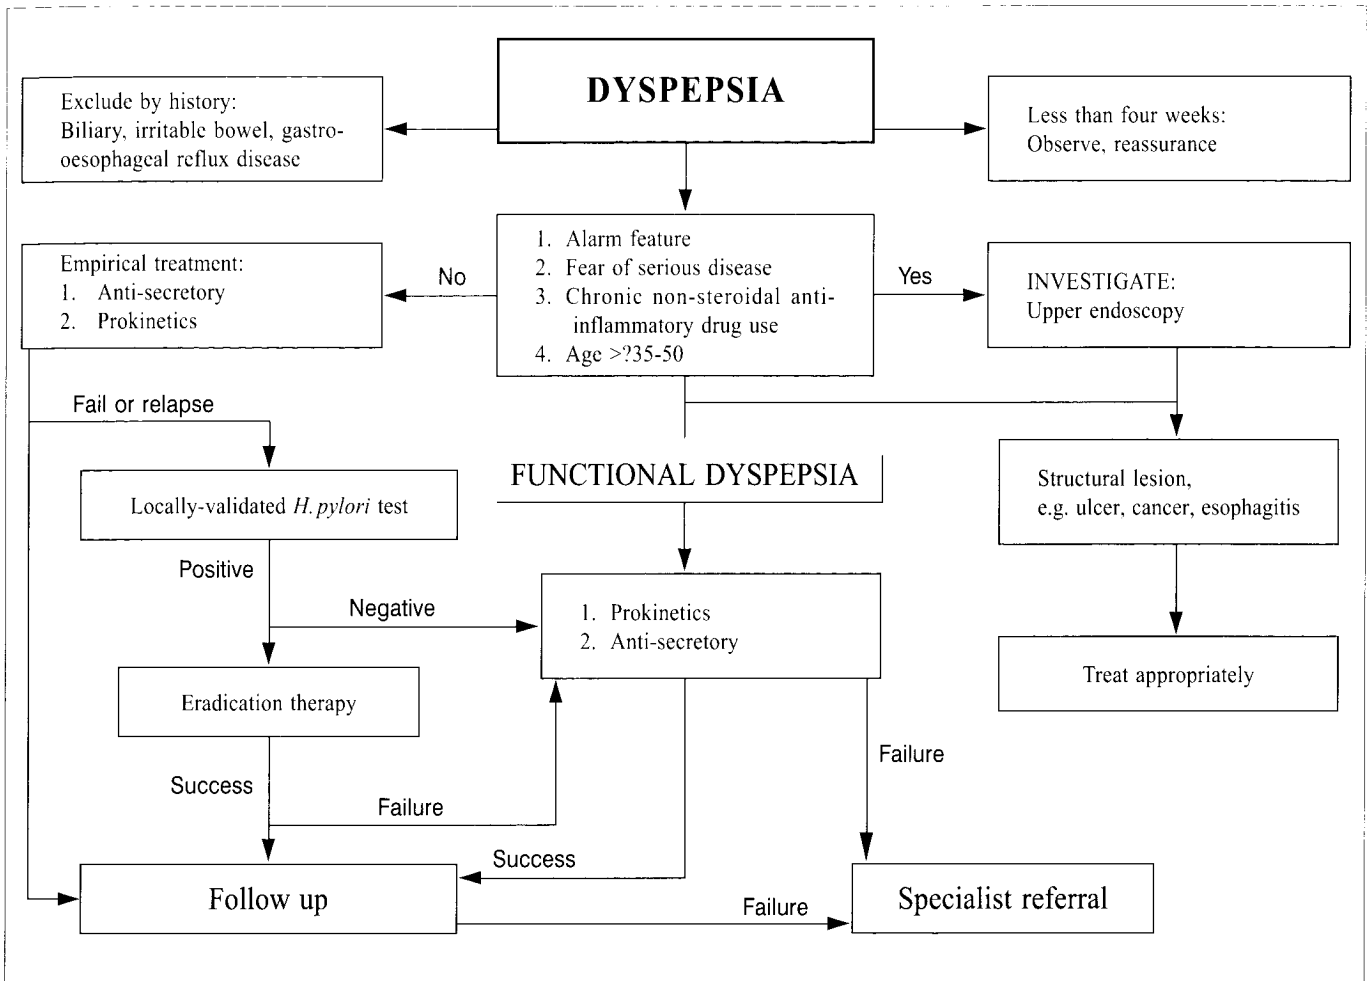 DYSPEPSIA
Exclude by history:
Biliary, irritable bowel, gastro-
oesophageal reflux disease
Less than four weeks:
Observe, reassurance
1. Alarm feature
2. Fear of serious disease
3. Chronic non-steroidal anti-
inflammatory drug use
4. Age >?35-50
Empirical treatment:
1. Anti-secretory
2. Prokinetics
No
Yes
INVESTIGATE:
Upper endoscopy
Fail or relapse
Locally-validated H. pylori test
FUNCTIONAL DYSPEPSIA
Structural lesion,
e.g. ulcer, cancer, esophagitis
Positive
Negative
1. Prokinetics
2. Anti-secretory
Treat appropriately
Eradication therapy
Success
Failure
Failure
Success
Follow up
Failure
Specialist referral